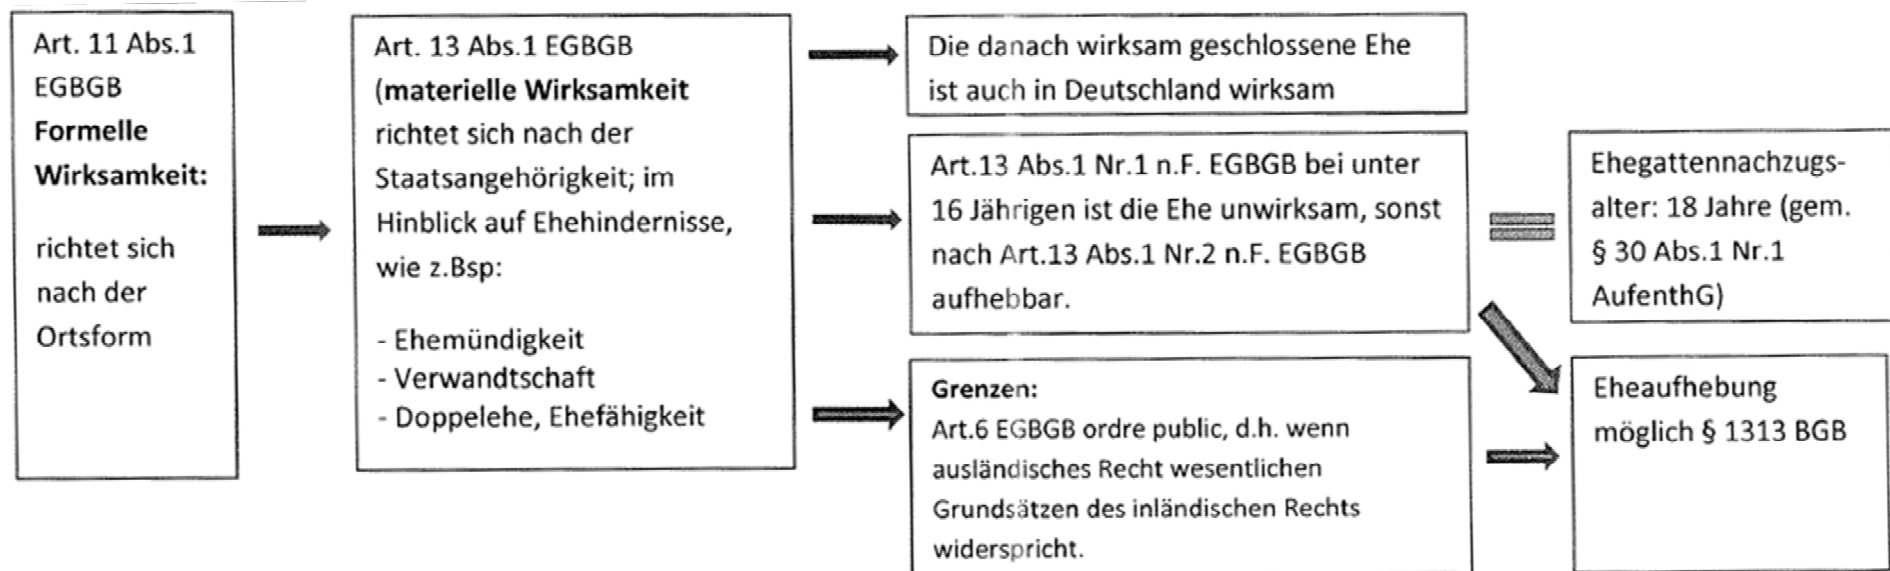 Art. 11 Abs.1
EGBGB
Formelle
Wirksamkeit:
richtet sich
nach der
Ortsform
Art. 13 Abs.1 EGBGB
(materielle Wirksamkeit
richtet sich nach der
Staatsangehörigkeit; im
Hinblick auf Ehehindernisse,
wie z.Bsp:
- Ehemündigkeit
- Verwandtschaft
- Doppelehe, Ehefähigkeit
Die danach wirksam geschlossene Ehe
ist auch in Deutschland wirksam
Art.13 Abs.1 Nr.1 n.F. EGBGB bei unter
16 Jährigen ist die Ehe unwirksam, sonst
nach Art.13 Abs.1 Nr.2 n.F. EGBGB
aufhebbar.
Grenzen:
Art.6 EGBGB ordre public, d.h. wenn
ausländisches Recht wesentlichen
Grundsätzen des inländischen Rechts
widerspricht.
Ehegattennachzugs-
alter: 18 Jahre (gem.
§ 30 Abs.1 Nr.1
AufenthG)
Eheaufhebung
möglich § 1313 BGB